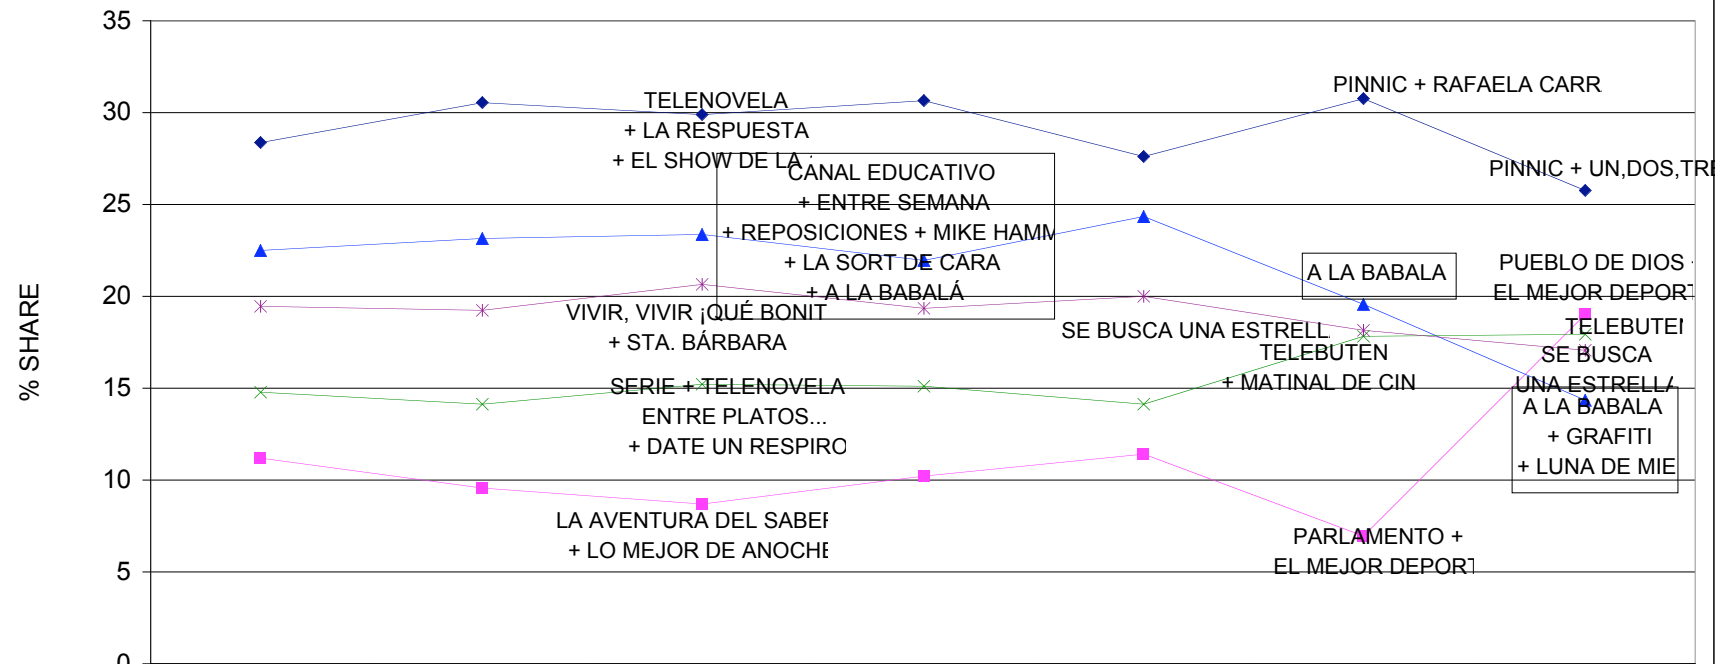 35
30
25
20
15
10
5
0
% SHARE
TELENOVELA
+ LA RESPUESTA
+ EL SHOW DE LA
CANAL EDUCATIVO
+ ENTRE SEMANA
+ REPOSICIONES + MIKE HAMM
+ LA SORT DE CARA
+ A LA BABALÁ
VIVIR, VIVIR ¡QUÉ BONIT
+ STA. BÁRBARA
SERIE + TELENOVELA
ENTRE PLATOS...
+ DATE UN RESPIRO
LA AVENTURA DEL SABER
+ LO MEJOR DE ANOCHE
PINNIC + RAFAELA CARR
A LA BABALA
SE BUSCA UNA ESTRELL
TELEBUTEN
+ MATINAL DE CIN
PARLAMENTO +
EL MEJOR DEPORT
PINNIC + UN,DOS,TRE
PUEBLO DE DIOS
EL MEJOR DEPORT
TELEBUTEN
SE BUSCA
UNA ESTRELLA
A LA BABALA
+ GRAFITI
+ LUNA DE MIE